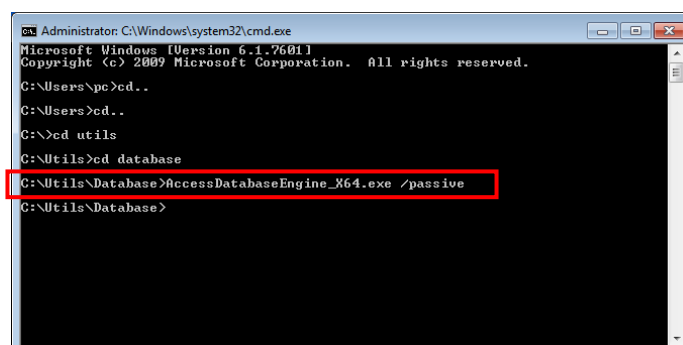 Administrator: C:\Windows\system32\cmd.exe
Microsoft Windows [Version 6.1.7601]
Copyright (c) 2009 Microsoft Corporation.  All rights reserved.
C:\Users\pc>cd..
C:\Users>cd..
C:\>cd utils
C:\Utils>cd database
C:\Utils\Database>AccessDatabaseEngine_X64.exe /passive
C:\Utils\Database>